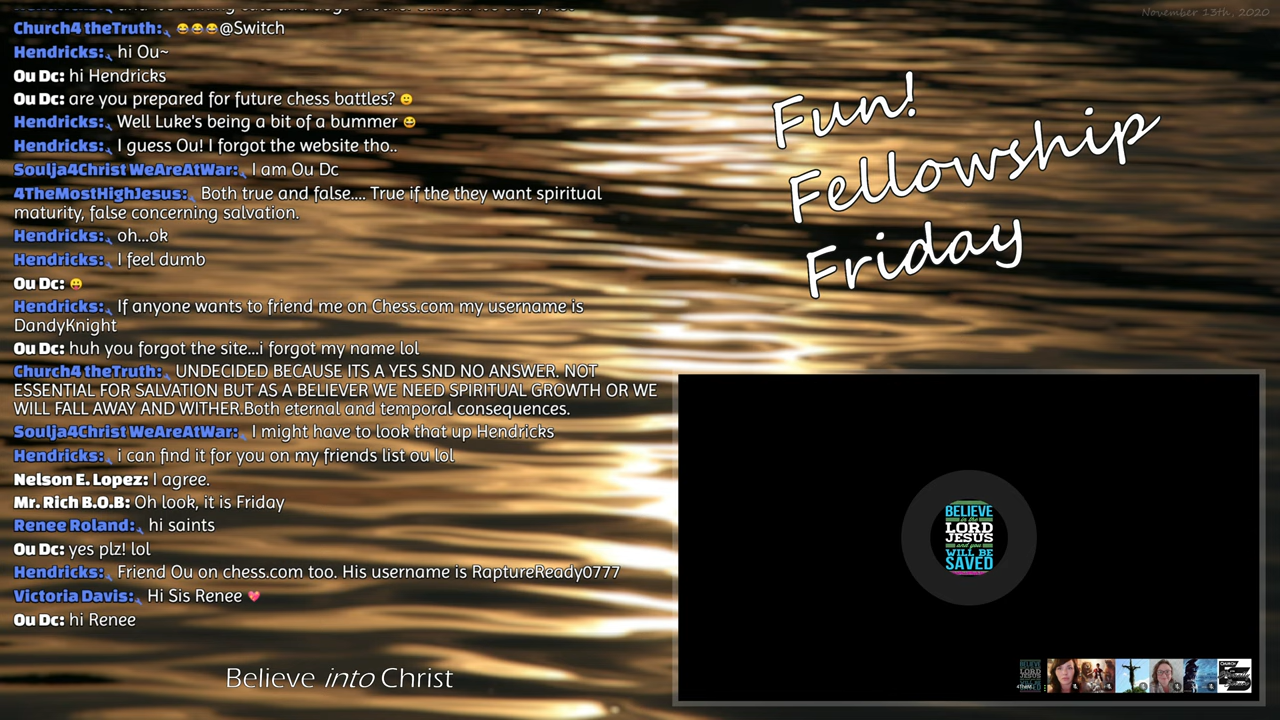 November 13th, 2020
Church4 theTruth: 😂😂😂@Switch
Hendricks: hi Ou~
Ou Dc: hi Hendricks
Ou Dc: are you prepared for future chess battles? 🙂
Hendricks: Well Luke's being a bit of a bummer 😅
Hendricks: I guess Ou! I forgot the website tho..
Soulja4Christ WeAreAtWar: I am Ou Dc
4TheMostHighJesus: Both true and false.... True if the they want spiritual
maturity, false concerning salvation.
Hendricks: oh...ok
Hendricks: I feel dumb
Ou Dc: 😛
Hendricks: If anyone wants to friend me on Chess.com my username is
DandyKnight
Ou Dc: huh you forgot the site...i forgot my name lol
Church4 theTruth: UNDECIDED BECAUSE ITS A YES SND NO ANSWER. NOT
ESSENTIAL FOR SALVATION BUT AS A BELIEVER WE NEED SPIRITUAL GROWTH OR WE
WILL FALL AWAY AND WITHER.Both eternal and temporal consequences.
Soulja4Christ WeAreAtWar: I might have to look that up Hendricks
Hendricks: i can find it for you on my friends list ou lol
Nelson E. Lopez: I agree.
Mr. Rich B.O.B: Oh look, it is Friday
Renee Roland: hi saints
Ou Dc: yes plz! lol
Hendricks: Friend Ou on chess.com too. His username is RaptureReady0777
Victoria Davis: Hi Sis Renee 💖
Ou Dc: hi Renee
Believe into Christ
Fun!
Fellowship
Friday
BELIEVE
in the
LORD
JESUS
and you
WILL BE
SAVED